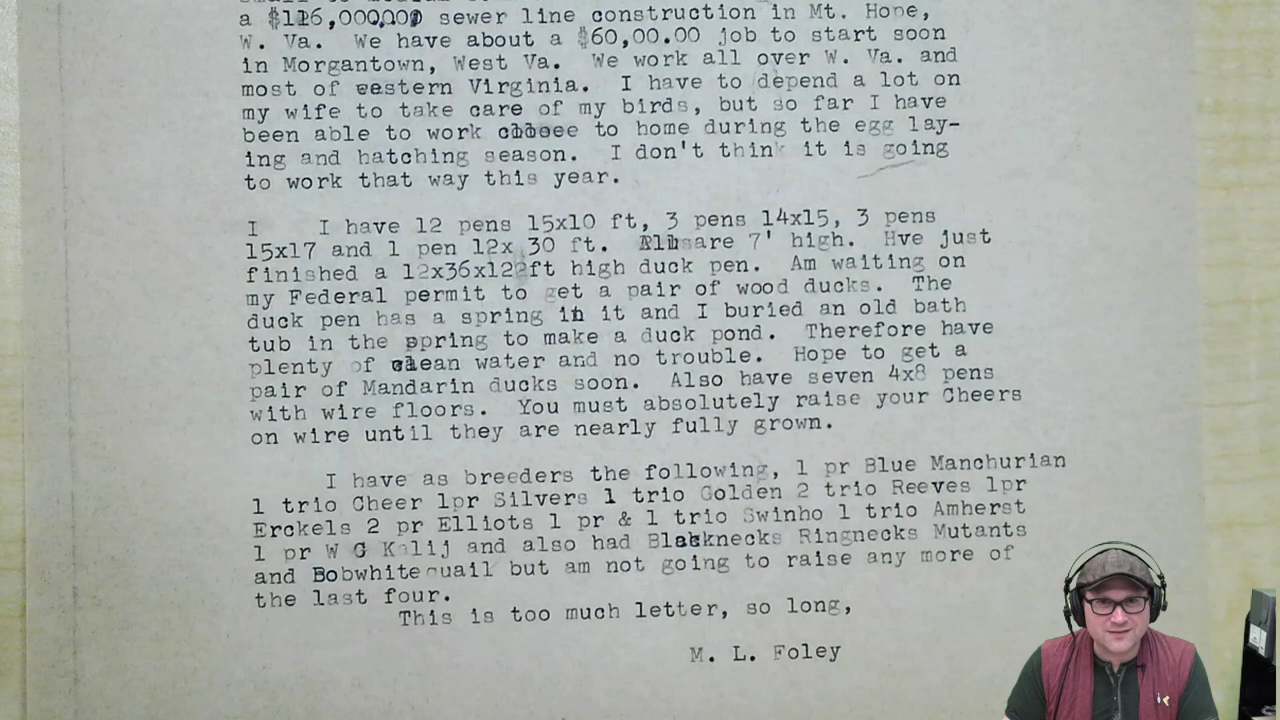 a $116,000,000 sewer line construction in Mt. Hope,
W. Va. We have about a $60,00.00 job to start soon
in Morgantown, West Va. We work all over W. Va. and
most of western Virginia. I have to depend a lot on
my wife to take care of my birds, but so far I have
been able to work close to home during the egg lay-
ing and hatching season. I don't think it is going
to work that way this year.
I I have 12 pens 15x10 ft, 3 pens 14x15, 3 pens
15x17 and 1 pen 12x 30 ft. All are 7' high. Hve just
finished a 12x36x12 ft high duck pen. Am waiting on
my Federal permit to get a pair of wood ducks. The
duck pen has a spring in it and I buried an old bath
tub in the spring to make a duck pond. Therefore have
plenty of clean water and no trouble. Hope to get a
pair of Mandarin ducks soon. Also have seven 4x8 pens
with wire floors. You must absolutely raise your Cheers
on wire until they are nearly fully grown.
I have as breeders the following, 1 pr Blue Manchurian
1 trio Cheer 1pr Silvers 1 trio Golden 2 trio Reeves 1pr
Erckels 2 pr Elliots 1 pr & 1 trio Swinho 1 trio Amherst
1 pr W C Kalij and also had Blacknecks Ringnecks Mutants
and Bobwhite quail but am not going to raise any more of
the last four.
This is too much letter, so long,
M. L. Foley